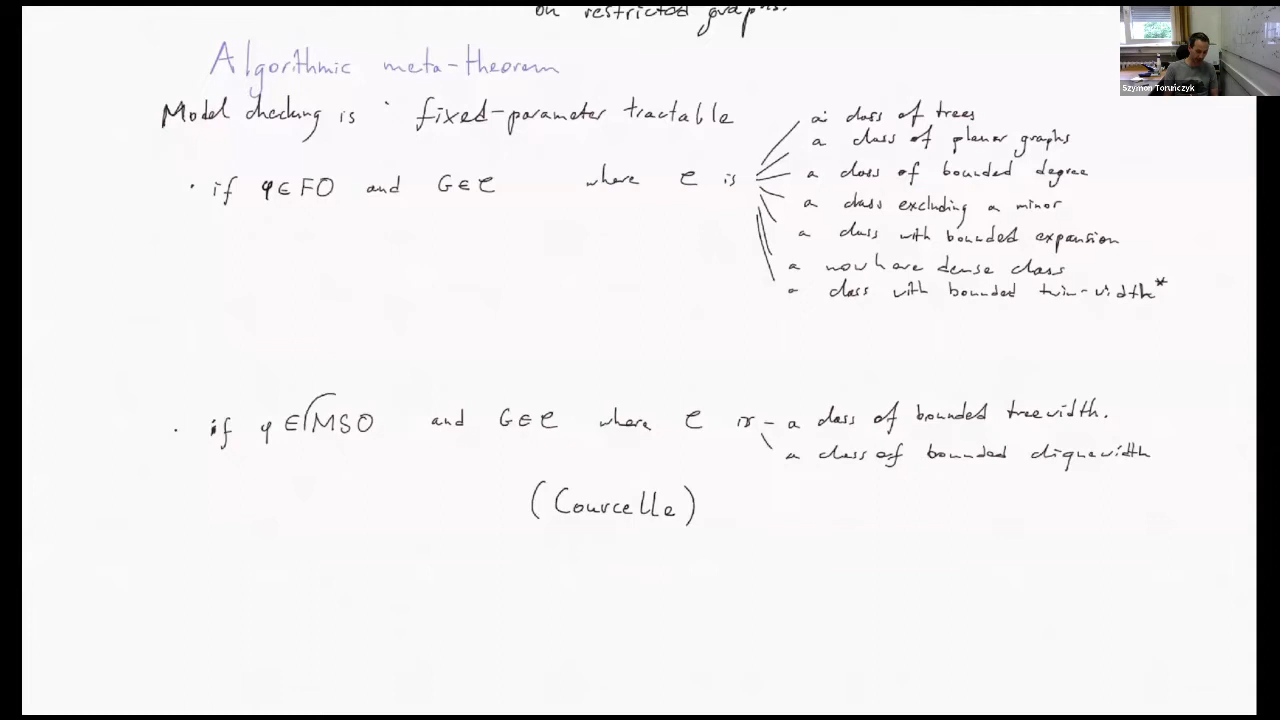 on restricted graphs.
Algorithmic meta-theorem
Model checking is fixed-parameter tractable
· if φ∈FO and G∈𝒞 where 𝒞 is
a class of trees
a class of planar graphs
a class of bounded degree
a class excluding a minor
a class with bounded expansion
a nowhere dense class
a class with bounded twin-width*
· if φ∈MSO and G∈𝒞 where 𝒞 is - a class of bounded treewidth.
a class of bounded cliquewidth
(Courcelle)
Szymon Toruńczyk